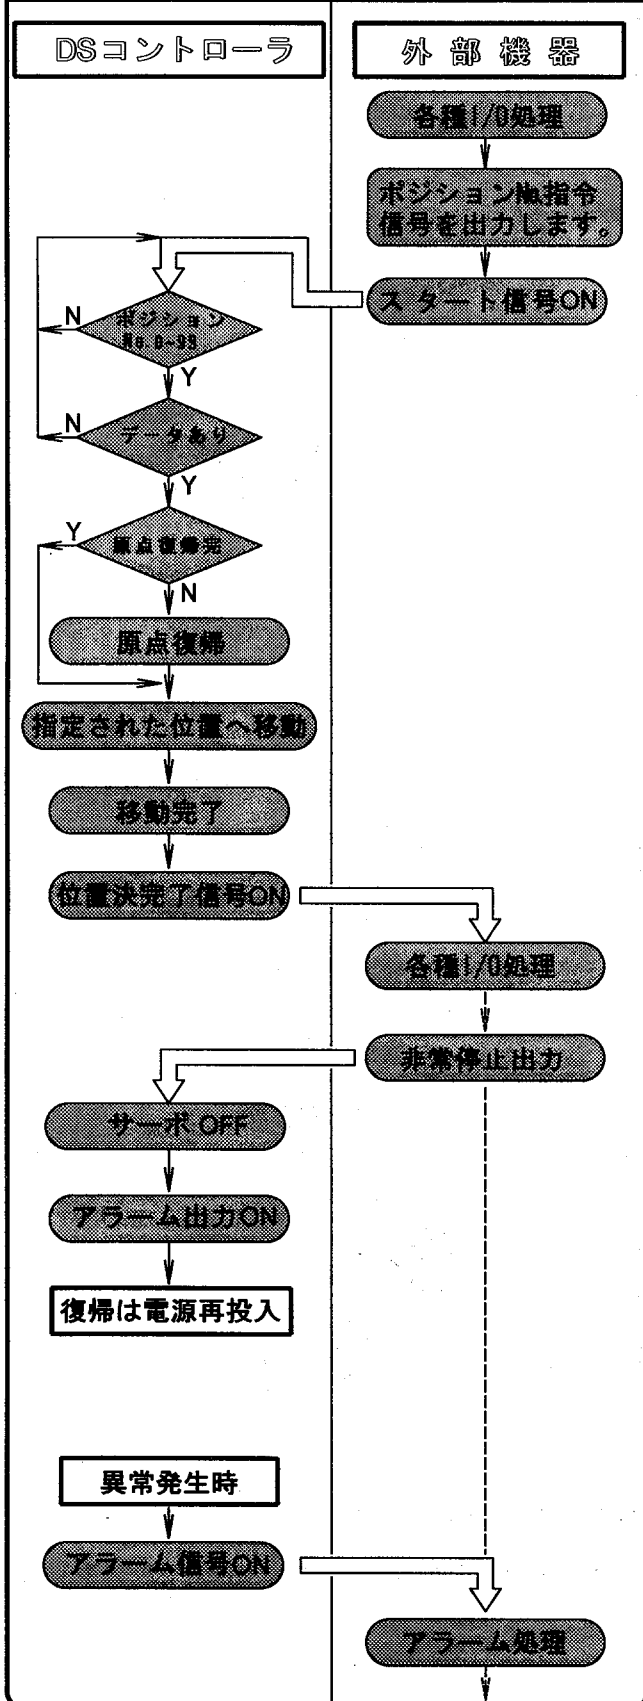 DSコントローラ
外部機器
各種I/O処理
ポジションNo.指令
信号を出力します。
スタート信号ON
ポジション
No.0-99
N
Y
データあり
N
Y
原点復帰完
Y
N
原点復帰
指定された位置へ移動
移動完了
位置決完了信号ON
各種I/O処理
非常停止出力
サーボOFF
アラーム出力ON
復帰は電源再投入
異常発生時
アラーム信号ON
アラーム処理